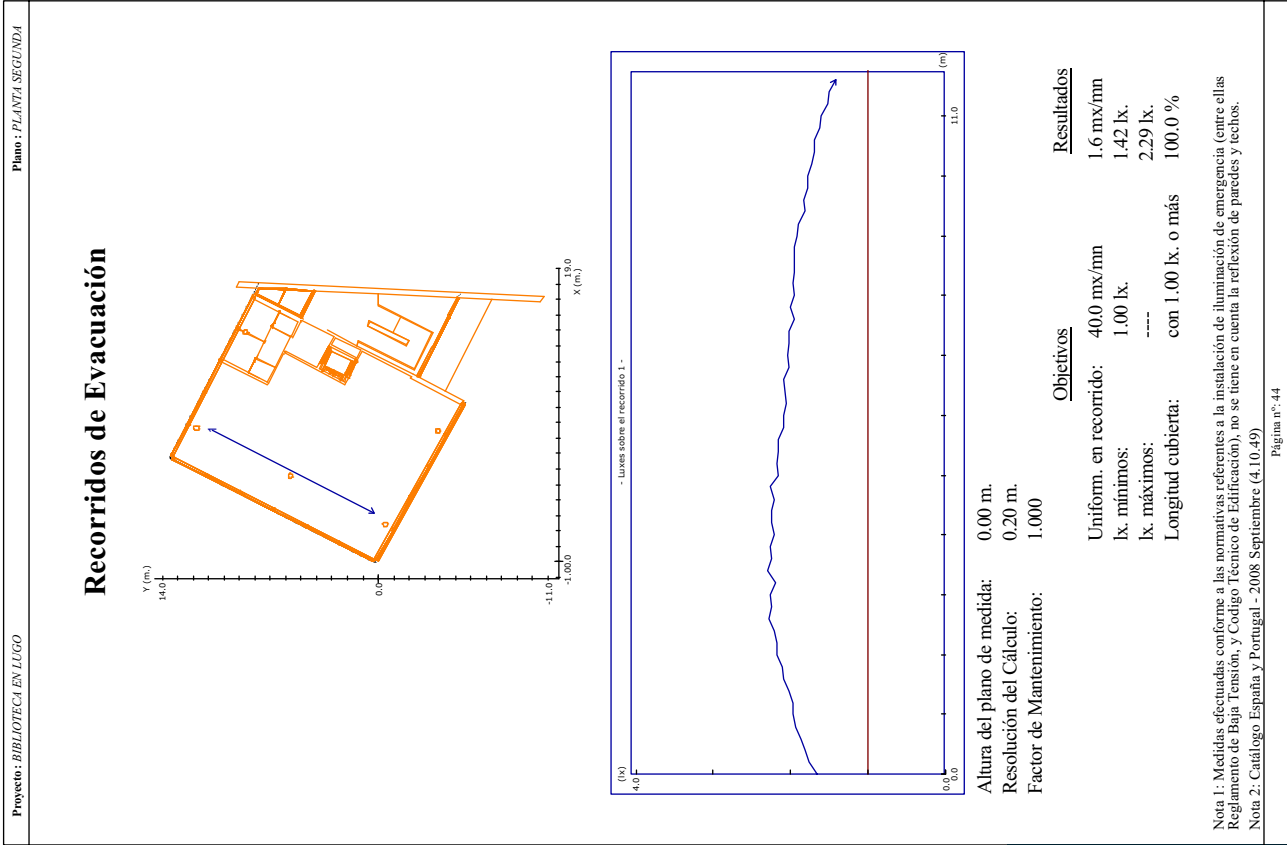 Proyecto : BIBLIOTECA EN LUGO
Plano : PLANTA SEGUNDA
Recorridos de Evacuación
Y (m.)
14.0
0.0
-11.0
-1.00.0
19.0
X (m.)
- Luxes sobre el recorrido 1 -
(lx)
4.0
0.0
0.0
11.0
(m)
Altura del plano de medida: 0.00 m.
Resolución del Cálculo: 0.20 m.
Factor de Mantenimiento: 1.000
Objetivos Resultados
Uniform. en recorrido: 40.0 mx/mn 1.6 mx/mn
lx. mínimos: 1.00 lx. 1.42 lx.
lx. máximos: ---- 2.29 lx.
Longitud cubierta: con 1.00 lx. o más 100.0 %
Nota 1: Medidas efectuadas conforme a las normativas referentes a la instalación de iluminación de emergencia (entre ellas
Reglamento de Baja Tensión, y Codigo Técnico de Edificación), no se tiene en cuenta la reflexión de paredes y techos.
Nota 2: Catálogo España y Portugal - 2008 Septiembre (4.10.49)
Página nº: 44